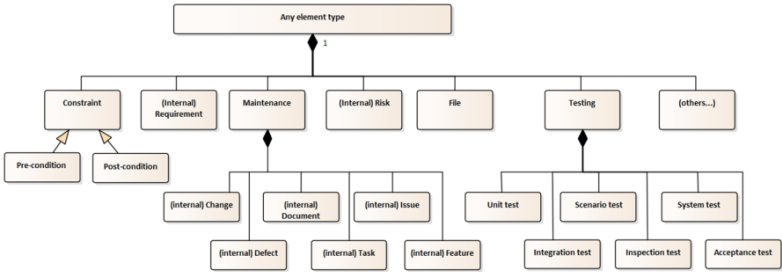 Any element type
1
Constraint
(Internal)
Requirement
Maintenance
(Internal) Risk
File
Testing
(others...)
Pre-condition
Post-condition
(internal) Change
(internal)
Document
(internal) Issue
Unit test
Scenario test
System test
(internal) Defect
(internal) Task
(internal) Feature
Integration test
Inspection test
Acceptance test